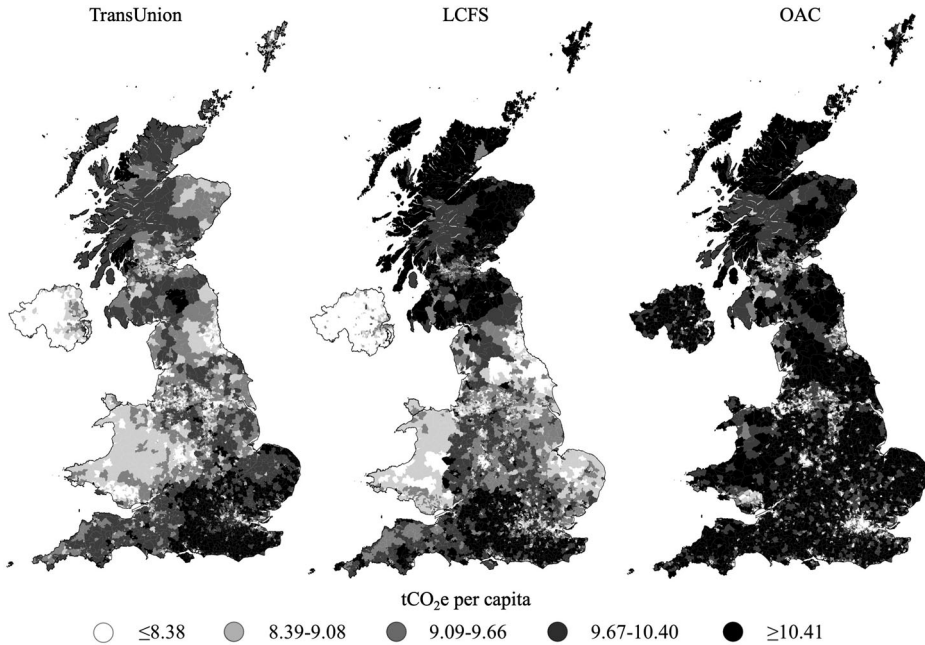 TransUnion LCFS OAC
tCO₂e per capita
≤8.38 8.39-9.08 9.09-9.66 9.67-10.40 ≥10.41